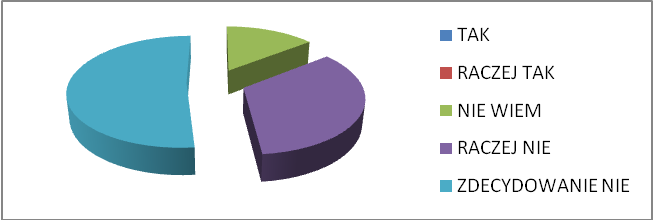 TAK
RACZEJ TAK
NIE WIEM
RACZEJ NIE
ZDECYDOWANIE NIE